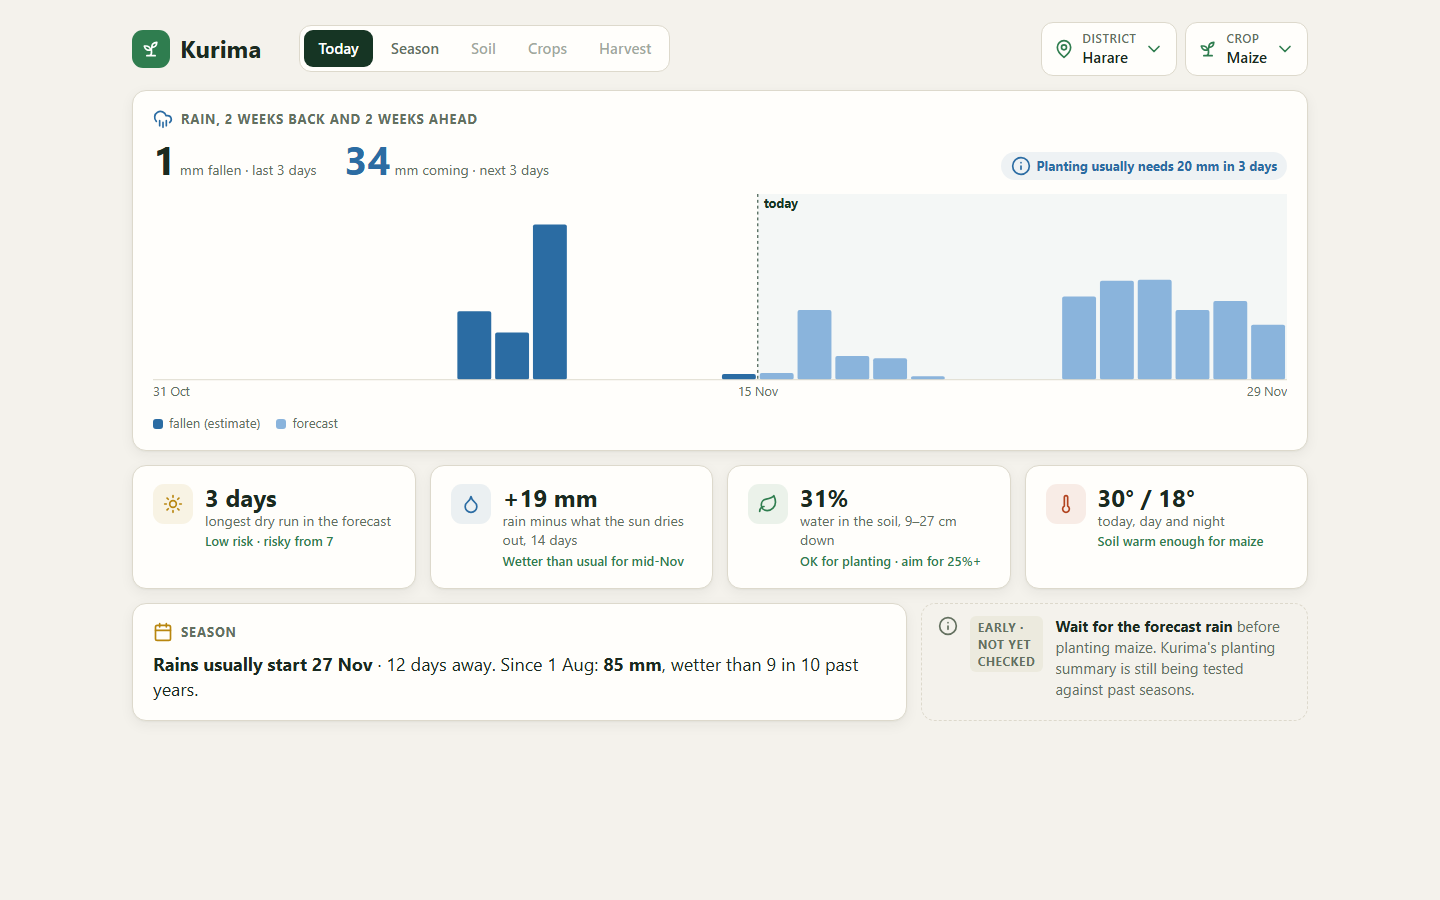 Kurima
Today
Season
Soil
Crops
Harvest
DISTRICT
Harare
CROP
Maize
RAIN, 2 WEEKS BACK AND 2 WEEKS AHEAD
1 mm fallen · last 3 days
34 mm coming · next 3 days
Planting usually needs 20 mm in 3 days
today
31 Oct
15 Nov
29 Nov
fallen (estimate)
forecast
3 days
longest dry run in the forecast
Low risk · risky from 7
+19 mm
rain minus what the sun dries
out, 14 days
Wetter than usual for mid-Nov
31%
water in the soil, 9–27 cm
down
OK for planting · aim for 25%+
30° / 18°
today, day and night
Soil warm enough for maize
SEASON
Rains usually start 27 Nov · 12 days away. Since 1 Aug: 85 mm, wetter than 9 in 10 past
years.
EARLY ·
NOT YET
CHECKED
Wait for the forecast rain before
planting maize. Kurima's planting
summary is still being tested
against past seasons.